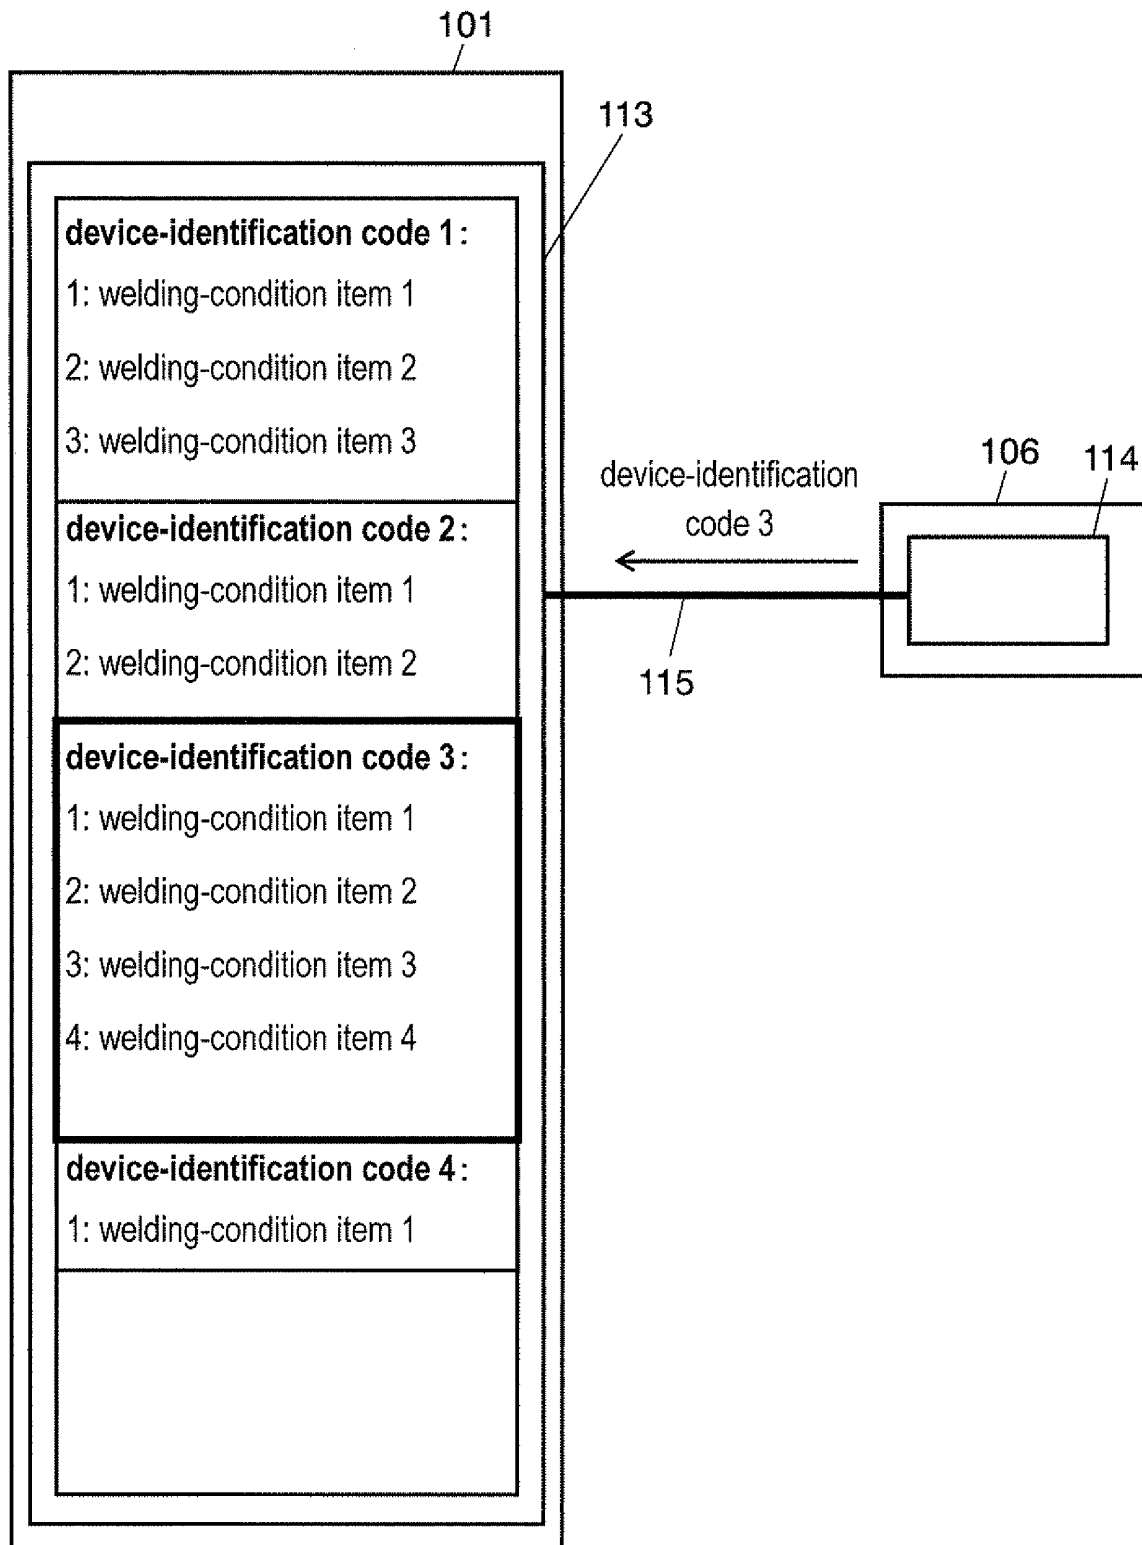 101
113
device-identification code 1:
1: welding-condition item 1
2: welding-condition item 2
3: welding-condition item 3
device-identification code 2:
1: welding-condition item 1
2: welding-condition item 2
device-identification code 3:
1: welding-condition item 1
2: welding-condition item 2
3: welding-condition item 3
4: welding-condition item 4
device-identification code 4:
1: welding-condition item 1
device-identification
code 3
115
106
114